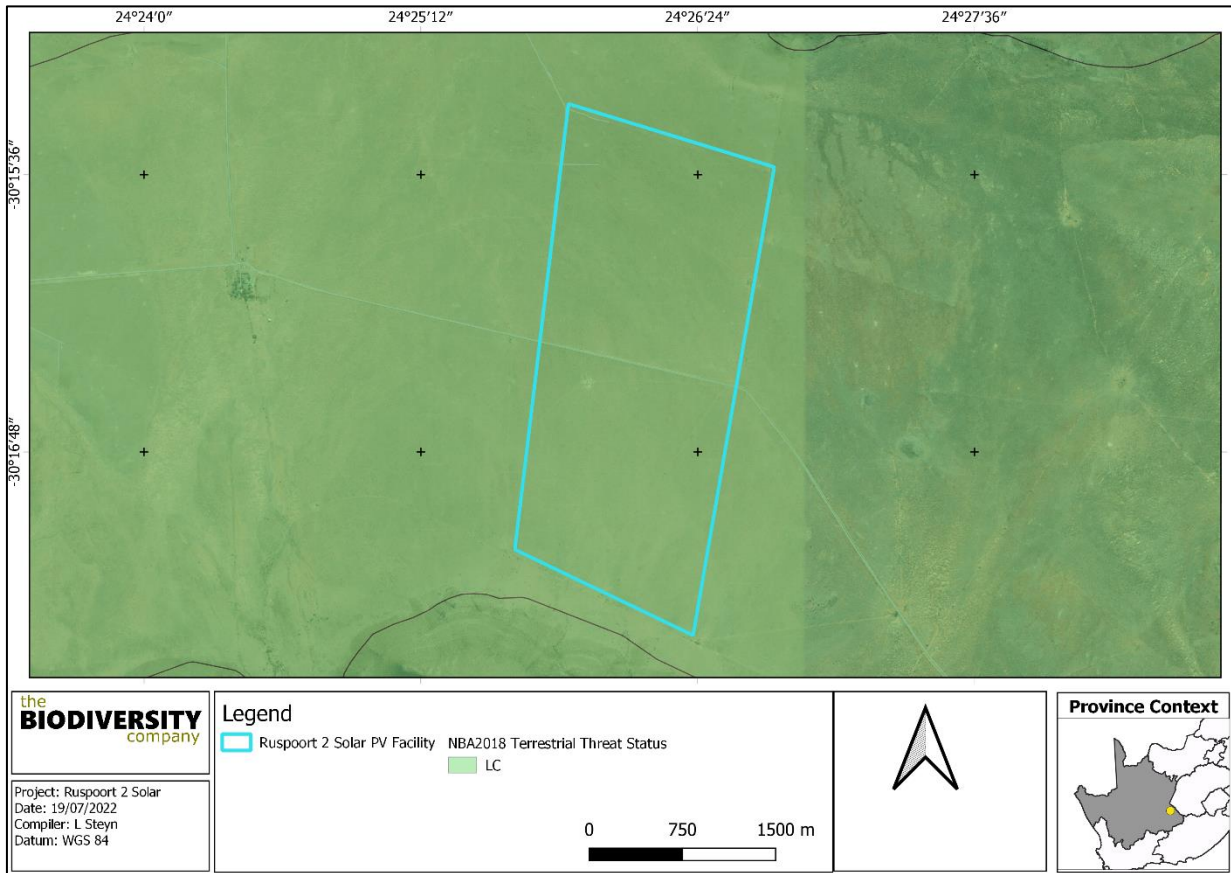 24°24′0″ 24°25′12″ 24°26′24″ 24°27′36″
-30°15′36″
-30°16′48″
the
BIODIVERSITY
company
Project: Ruspoort 2 Solar
Date: 19/07/2022
Compiler: L Steyn
Datum: WGS 84
Legend
Ruspoort 2 Solar PV Facility NBA2018 Terrestrial Threat Status
LC
0 750 1500 m
Province Context